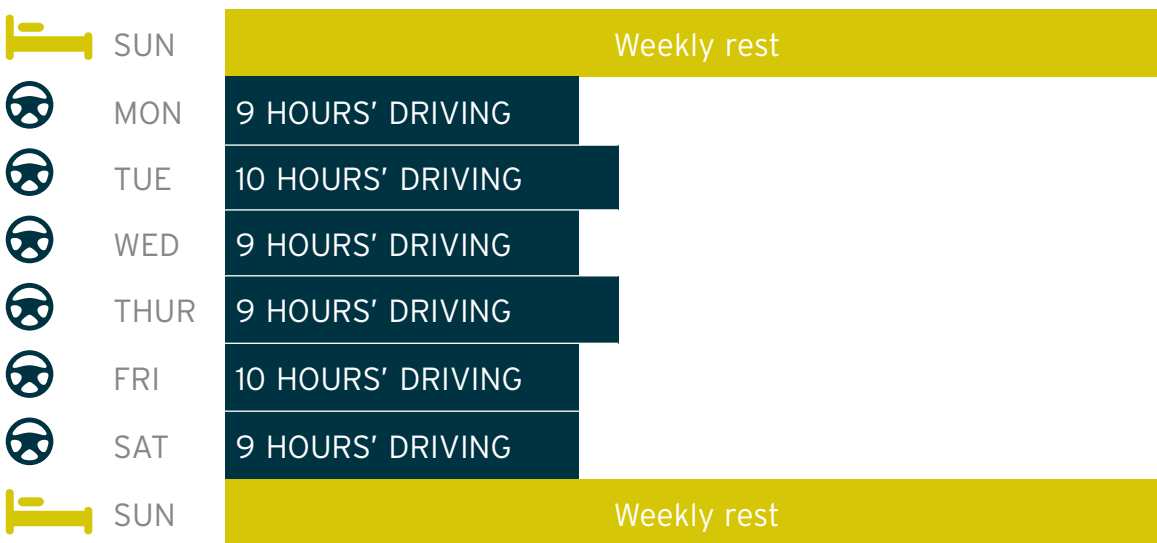 SUN Weekly rest
MON 9 HOURS’ DRIVING
TUE 10 HOURS’ DRIVING
WED 9 HOURS’ DRIVING
THUR 9 HOURS’ DRIVING
FRI 10 HOURS’ DRIVING
SAT 9 HOURS’ DRIVING
SUN Weekly rest